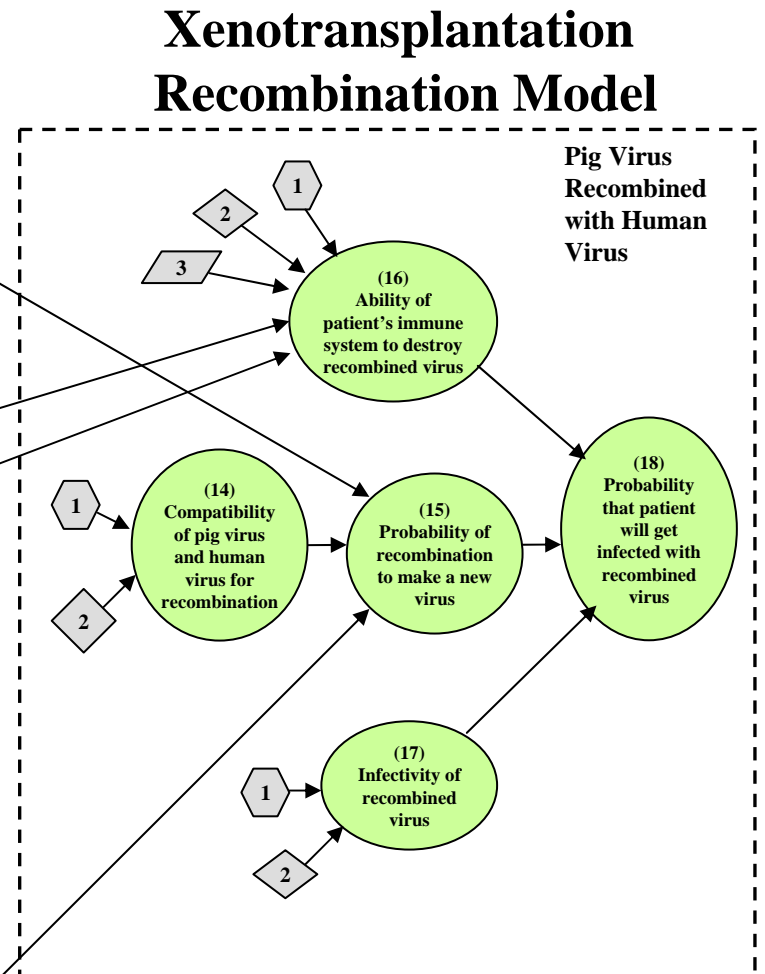 Xenotransplantation
Recombination Model
Pig Virus
Recombined
with Human
Virus
1
2
3
(16)
Ability of
patient’s immune
system to destroy
recombined virus
1
2
(14)
Compatibility
of pig virus
and human
virus for
recombination
(15)
Probability of
recombination
to make a new
virus
(18)
Probability
that patient
will get
infected with
recombined
virus
1
2
(17)
Infectivity of
recombined
virus